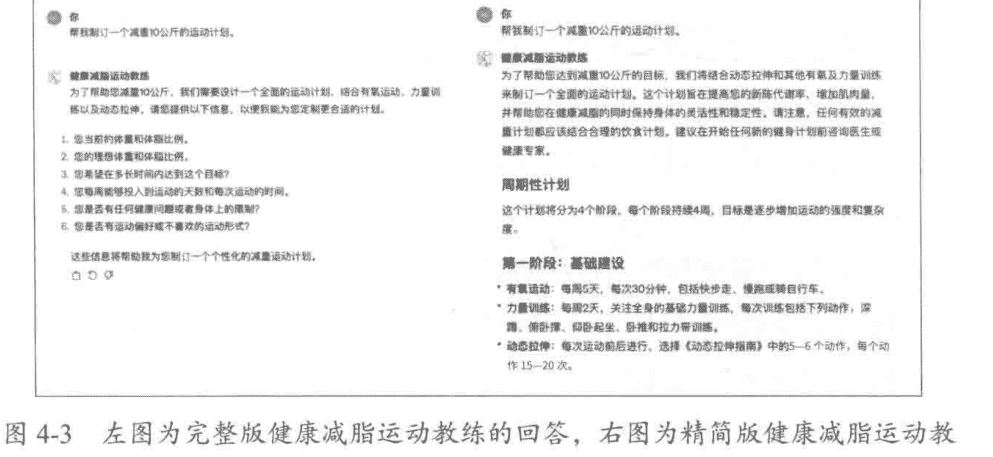 你
帮我制订一个减重10公斤的运动计划。
健康减脂运动教练
为了帮助您减重10公斤，我们需要设计一个全面的运动计划，结合有氧运动、力量训
练以及动态拉伸。请您提供以下信息，以便我能为您定制更合适的计划。
1. 您当前的体重和体脂比例。
2. 您的理想体重和体脂比例。
3. 您希望在多长时间内达到这个目标？
4. 您每周能够投入到运动的天数和每次运动的时间。
5. 您是否有任何健康问题或者身体上的限制？
6. 您是否有运动偏好或不喜欢的运动形式？
这些信息将帮助我为您制订一个个性化的减重运动计划。
你
帮我制订一个减重10公斤的运动计划。
健康减脂运动教练
为了帮助您达到减重10公斤的目标，我们将结合动态拉伸和其他有氧及力量训练
来制订一个全面的运动计划。这个计划旨在提高您的新陈代谢率、增加肌肉量，
并帮助您在健康减脂的同时保持身体的灵活性和稳定性。请注意，任何有效的减
重计划都应该结合合理的饮食计划。建议在开始任何新的健身计划前咨询医生或
健康专家。
周期性计划
这个计划将分为4个阶段，每个阶段持续4周，目标是逐步增加运动的强度和复杂
度。
第一阶段：基础建设
• 有氧运动：每周5天，每次30分钟，包括快步走、慢跑或骑自行车。
• 力量训练：每周2天，关注全身的基础力量训练，每次训练包括下列动作，深
蹲、俯卧撑、仰卧起坐、卧推和拉力带训练。
• 动态拉伸：每次运动前后进行，选择《动态拉伸指南》中的5—6 个动作，每个动
作 15—20 次。
图 4-3 左图为完整版健康减脂运动教练的回答，右图为精简版健康减脂运动教